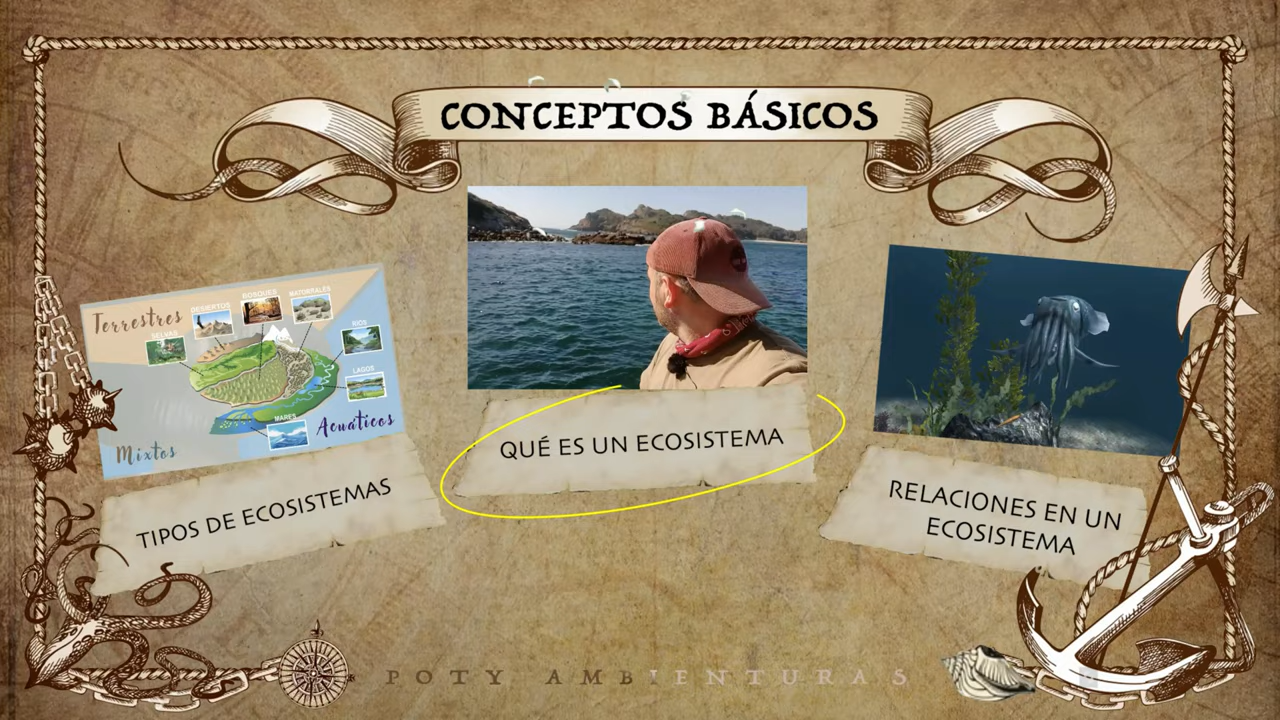 CONCEPTOS BÁSICOS
Terrestres
SELVAS
DESIERTOS
BOSQUES
MATORRALES
RÍOS
LAGOS
MARES
Acuáticos
Mixtos
TIPOS DE ECOSISTEMAS
QUÉ ES UN ECOSISTEMA
RELACIONES EN UN
ECOSISTEMA
POTY AMBIENTURAS